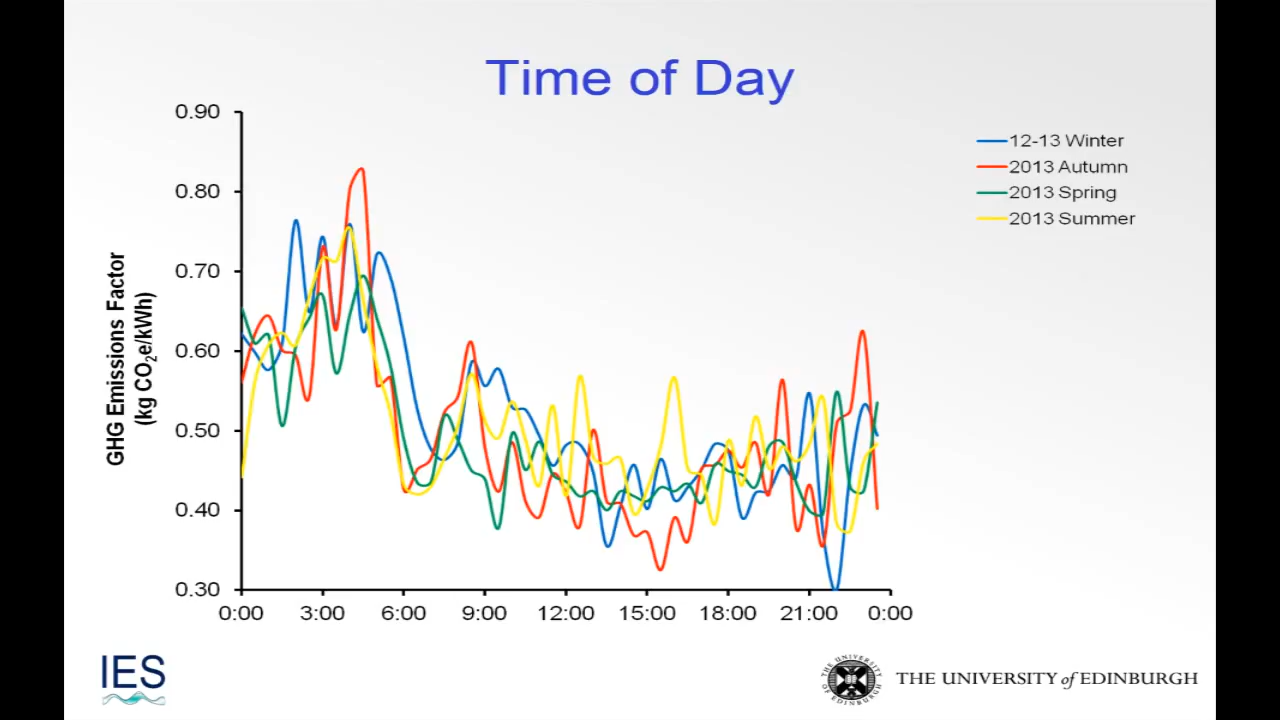 Time of Day
0.90
0.80
0.70
0.60
0.50
0.40
0.30
GHG Emissions Factor
(kg CO₂e/kWh)
0:00 3:00 6:00 9:00 12:00 15:00 18:00 21:00 0:00
12-13 Winter
2013 Autumn
2013 Spring
2013 Summer
IES
THE UNIVERSITY of EDINBURGH